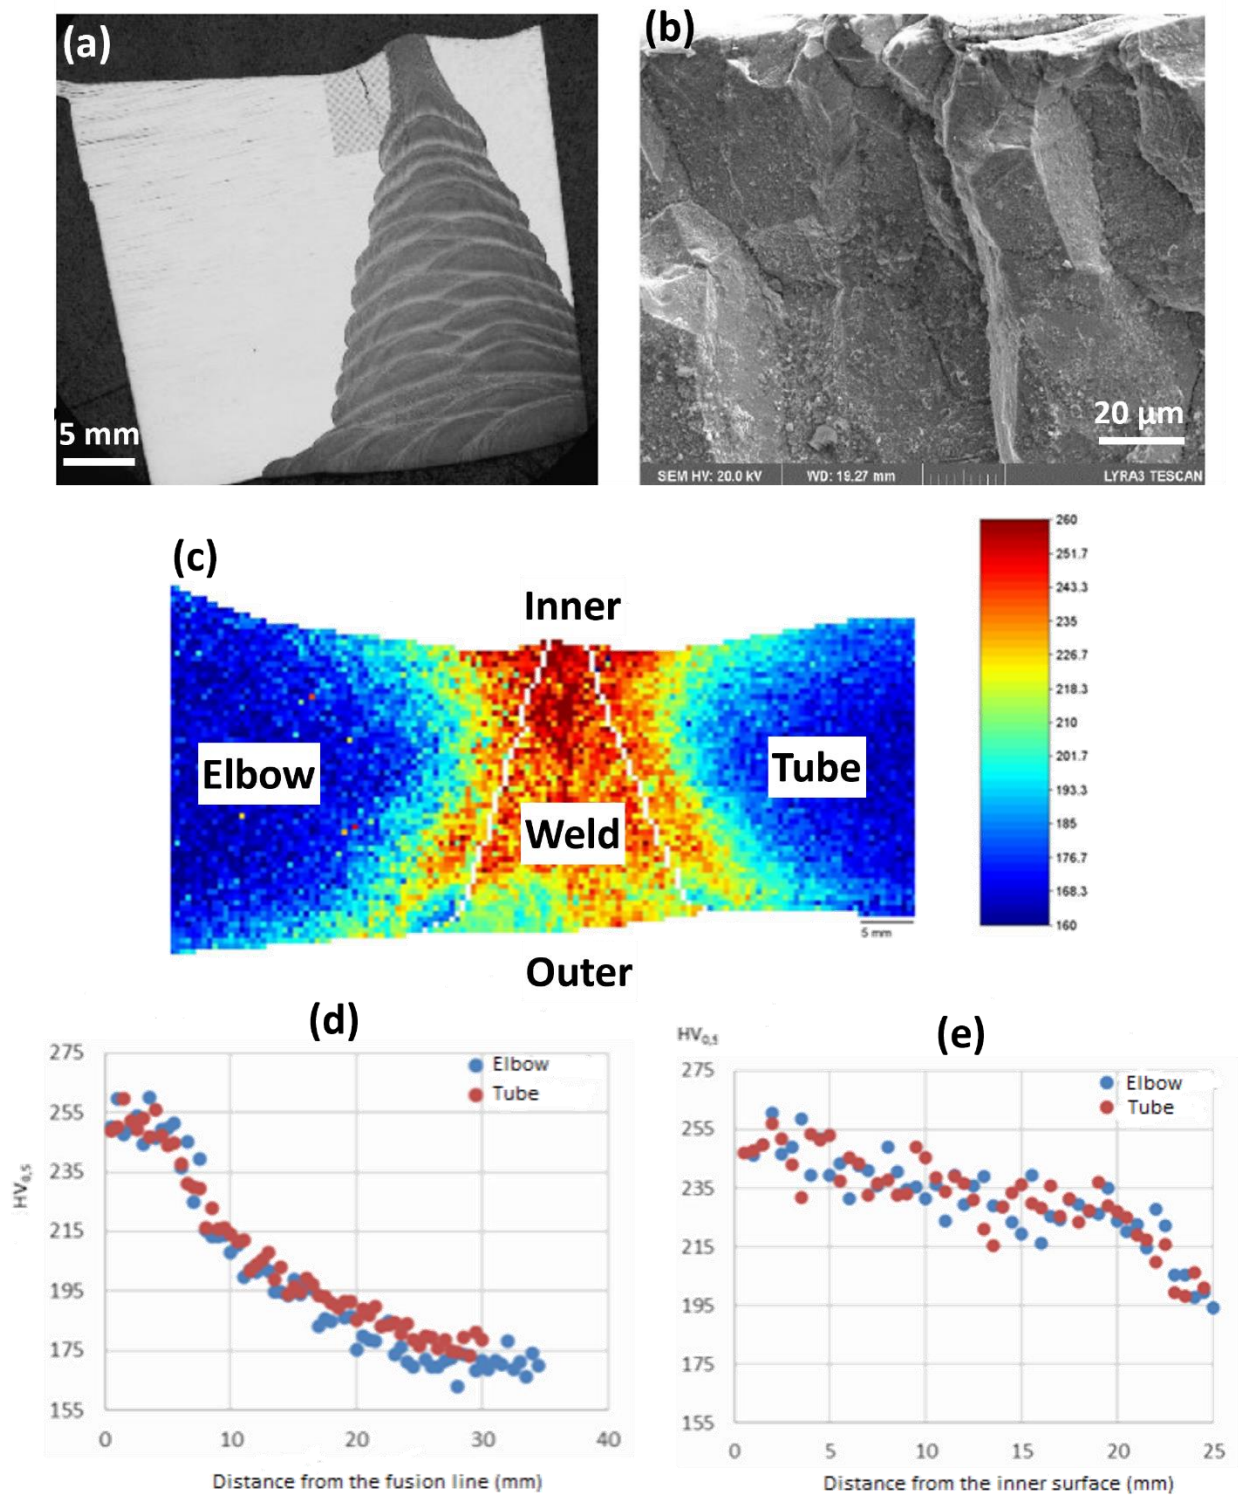 (a)
5 mm
(b)
20 µm
SEM HV: 20.0 kV WD: 19.27 mm LYRA3 TESCAN
(c)
Inner
Elbow
Tube
Weld
Outer
5 mm
260
251.7
243.3
235
226.7
218.3
210
201.7
193.3
185
176.7
168.3
160
(d)
275
255
235
215
195
175
155
HV0,5
Elbow
Tube
0 10 20 30 40
Distance from the fusion line (mm)
(e)
HV0,5
275
255
235
215
195
175
155
Elbow
Tube
0 5 10 15 20 25
Distance from the inner surface (mm)